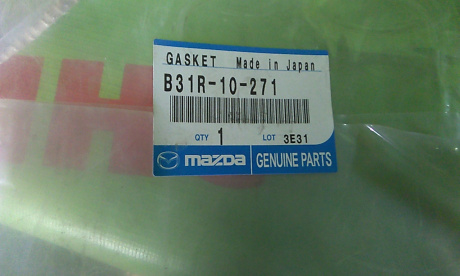 GASKET Made in Japan
B31R-10-271
QTY 1 LOT 3E31
mazda GENUINE PARTS